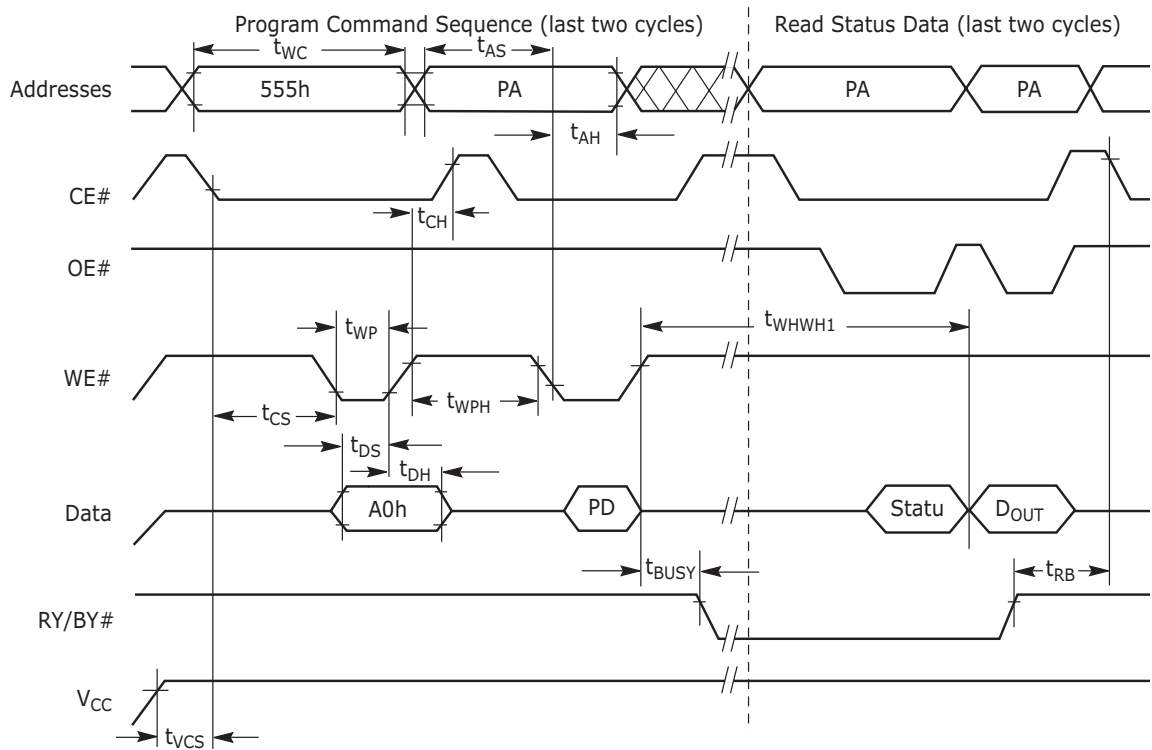 Program Command Sequence (last two cycles)
Read Status Data (last two cycles)
tWC
tAS
Addresses
555h
PA
PA
PA
tAH
CE#
tCH
OE#
tWP
tWHWH1
WE#
tCS
tWPH
tDS
tDH
Data
A0h
PD
Statu
DOUT
tBUSY
tRB
RY/BY#
VCC
tVCS